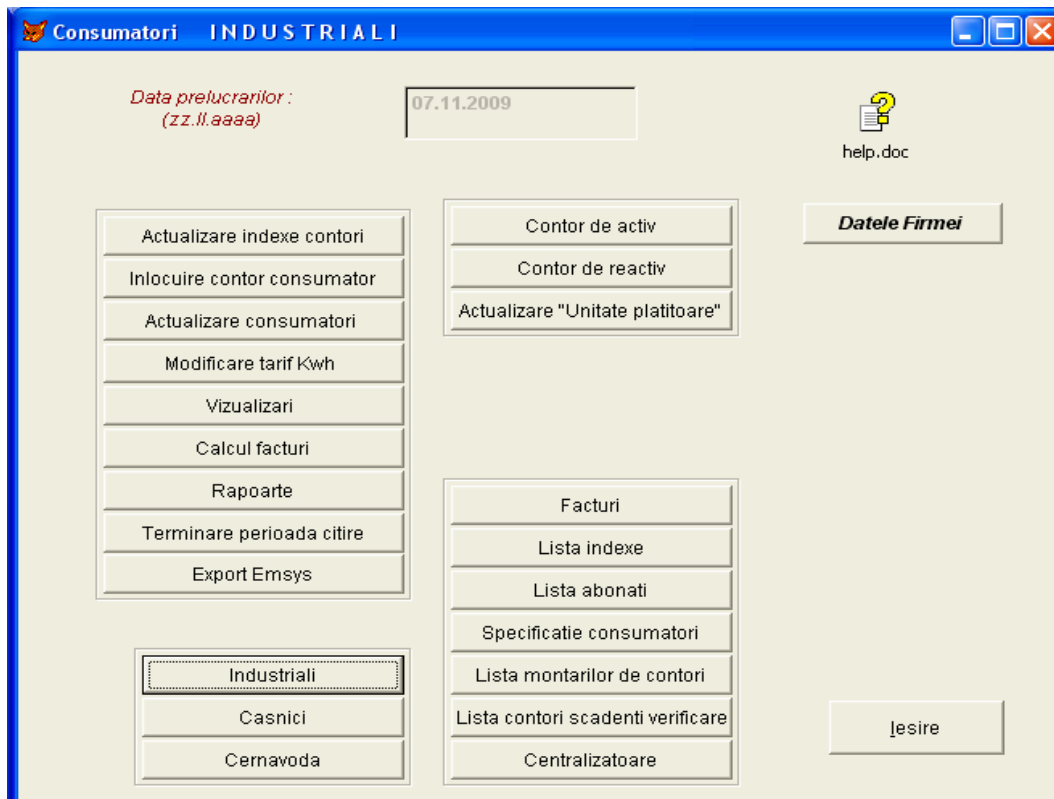 Consumatori I N D U S T R I A L I
Data prelucrarilor :
(zz.ll.aaaa)
07.11.2009
help.doc
Actualizare indexe contori
Inlocuire contor consumator
Actualizare consumatori
Modificare tarif Kwh
Vizualizari
Calcul facturi
Rapoarte
Terminare perioada citire
Export Emsys
Industriali
Casnici
Cernavoda
Contor de activ
Contor de reactiv
Actualizare "Unitate platitoare"
Facturi
Lista indexe
Lista abonati
Specificatie consumatori
Lista montarilor de contori
Lista contori scadenti verificare
Centralizatoare
Datele Firmei
Iesire